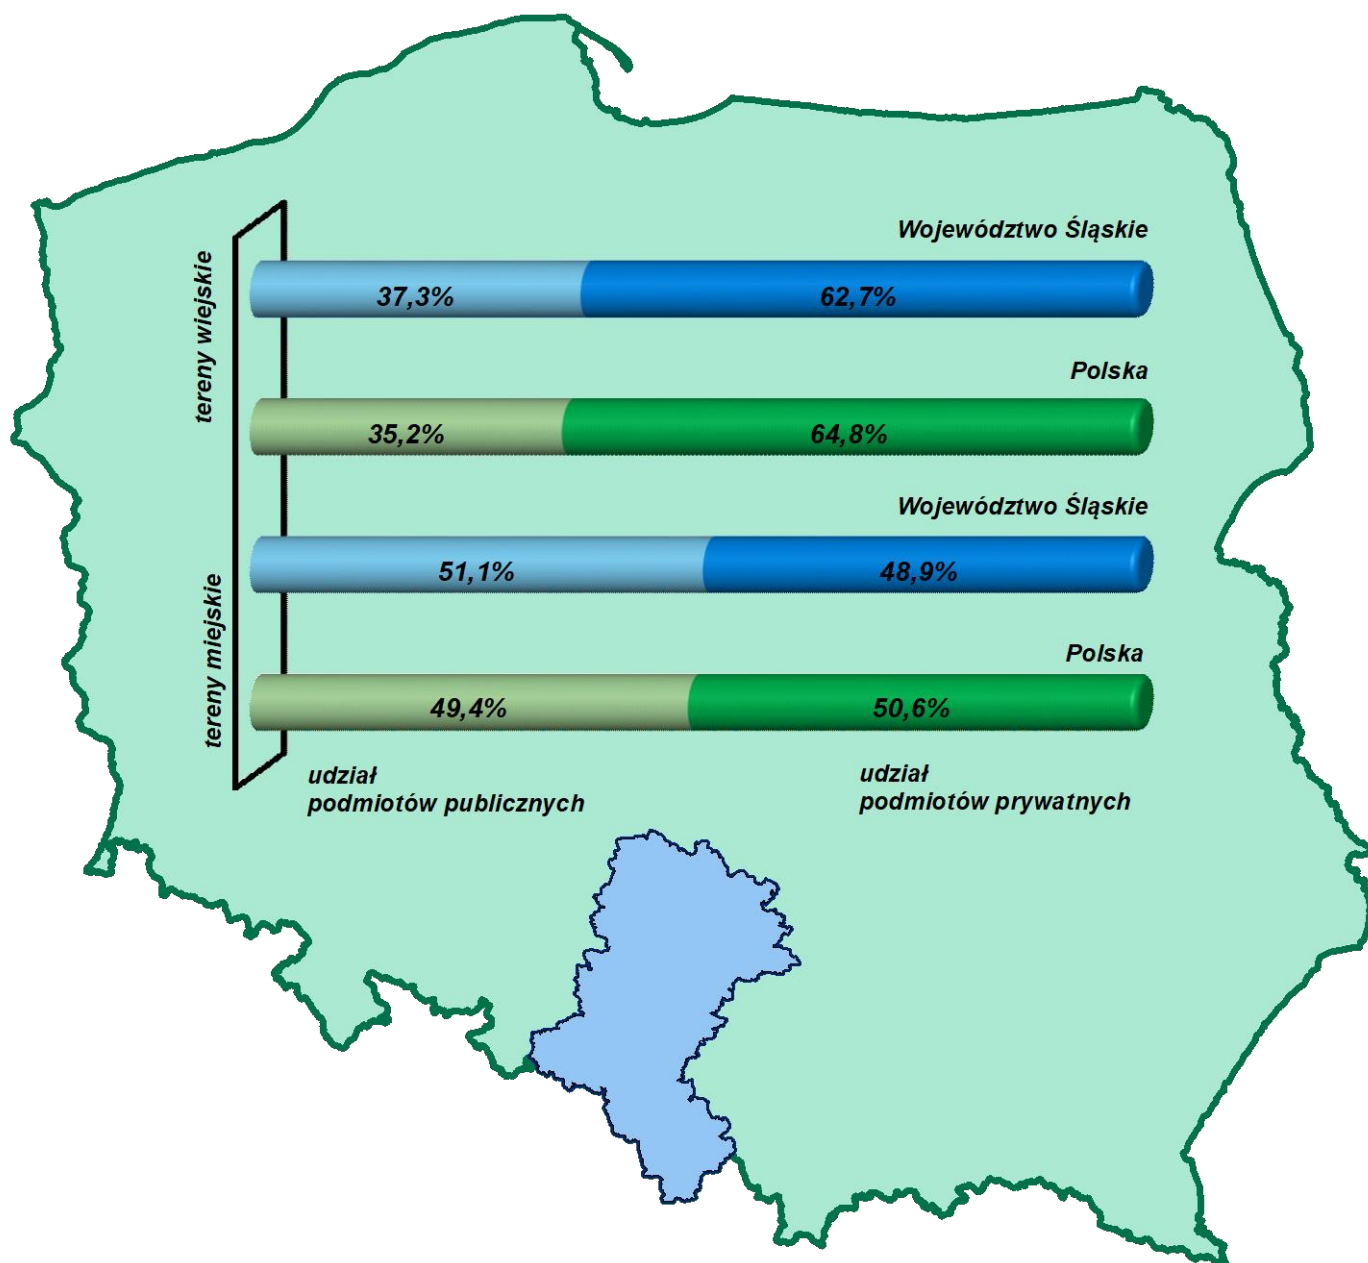 Województwo Śląskie
tereny wiejskie
37,3% 62,7%
Polska
35,2% 64,8%
Województwo Śląskie
tereny miejskie
51,1% 48,9%
Polska
49,4% 50,6%
udział
podmiotów publicznych
udział
podmiotów prywatnych